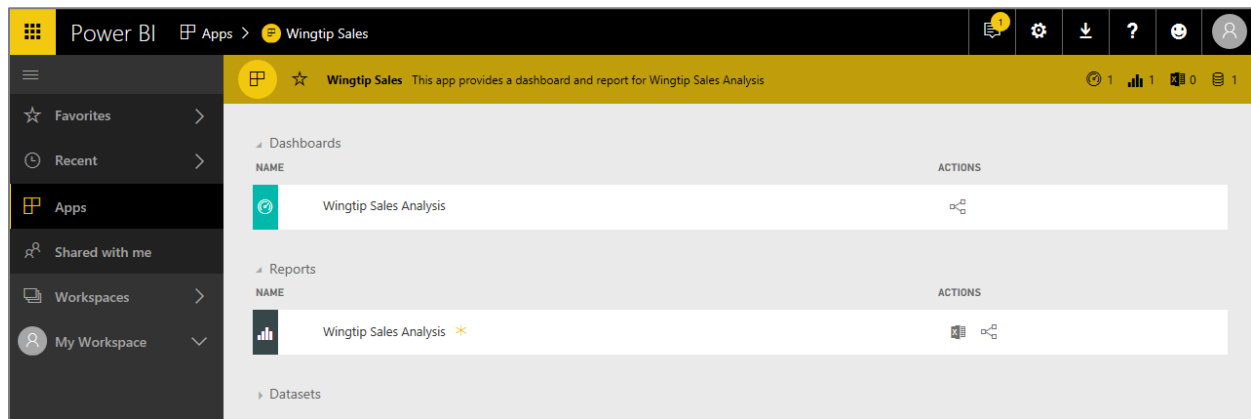 Power BI Apps > Wingtip Sales 1 ?
Wingtip Sales This app provides a dashboard and report for Wingtip Sales Analysis 1 1 0 1
Favorites
Recent
Apps
Shared with me
Workspaces
My Workspace
Dashboards
NAME ACTIONS
Wingtip Sales Analysis
Reports
NAME ACTIONS
Wingtip Sales Analysis
Datasets